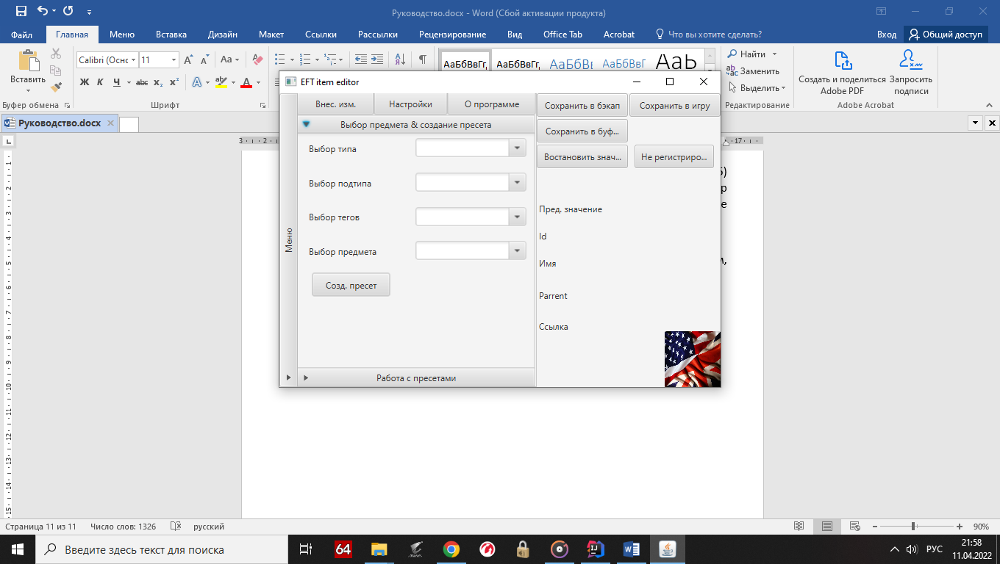 Руководство.docx - Word (Сбой активации продукта)
Файл Главная Меню Вставка Дизайн Макет Ссылки Рассылки Рецензирование Вид Office Tab Acrobat Что вы хотите сделать? Вход Общий доступ
Вставить
Буфер обмена
Calibri (Оснс 11
Ж К Ч abc x₂ x²
Шрифт
АаБбВвГг, АаБбВвГг, АаБбВı АаБбВвГ АаЬ
Найти
Заменить
Выделить
Редактирование
Создать и поделиться
Adobe PDF
Запросить
подписи
Adobe Acrobat
Руководство.docx
EFT item editor
Меню
Внес. изм. Настройки О программе
Выбор предмета & создание пресета
Выбор типа
Выбор подтипа
Выбор тегов
Выбор предмета
Созд. пресет
Работа с пресетами
Сохранить в бэкап Сохранить в игру
Сохранить в буф...
Востановить знач... Не регистриро...
Пред. значение
Id
Имя
Parrent
Ссылка
Страница 11 из 11 Число слов: 1326 русский 90%
Введите здесь текст для поиска
64
РУС
21:58
11.04.2022